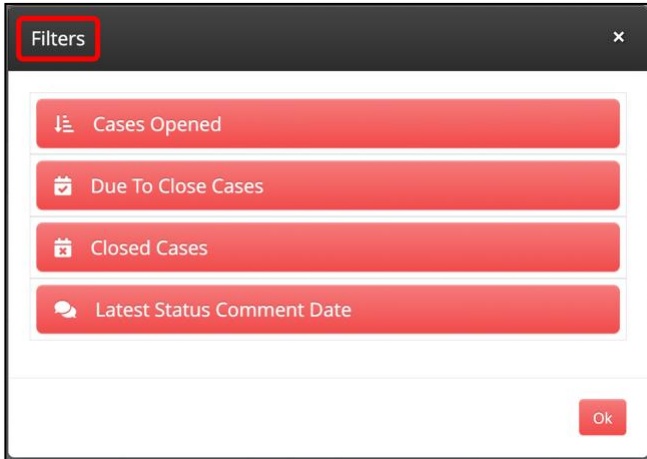 Filters
×
Cases Opened
Due To Close Cases
Closed Cases
Latest Status Comment Date
Ok